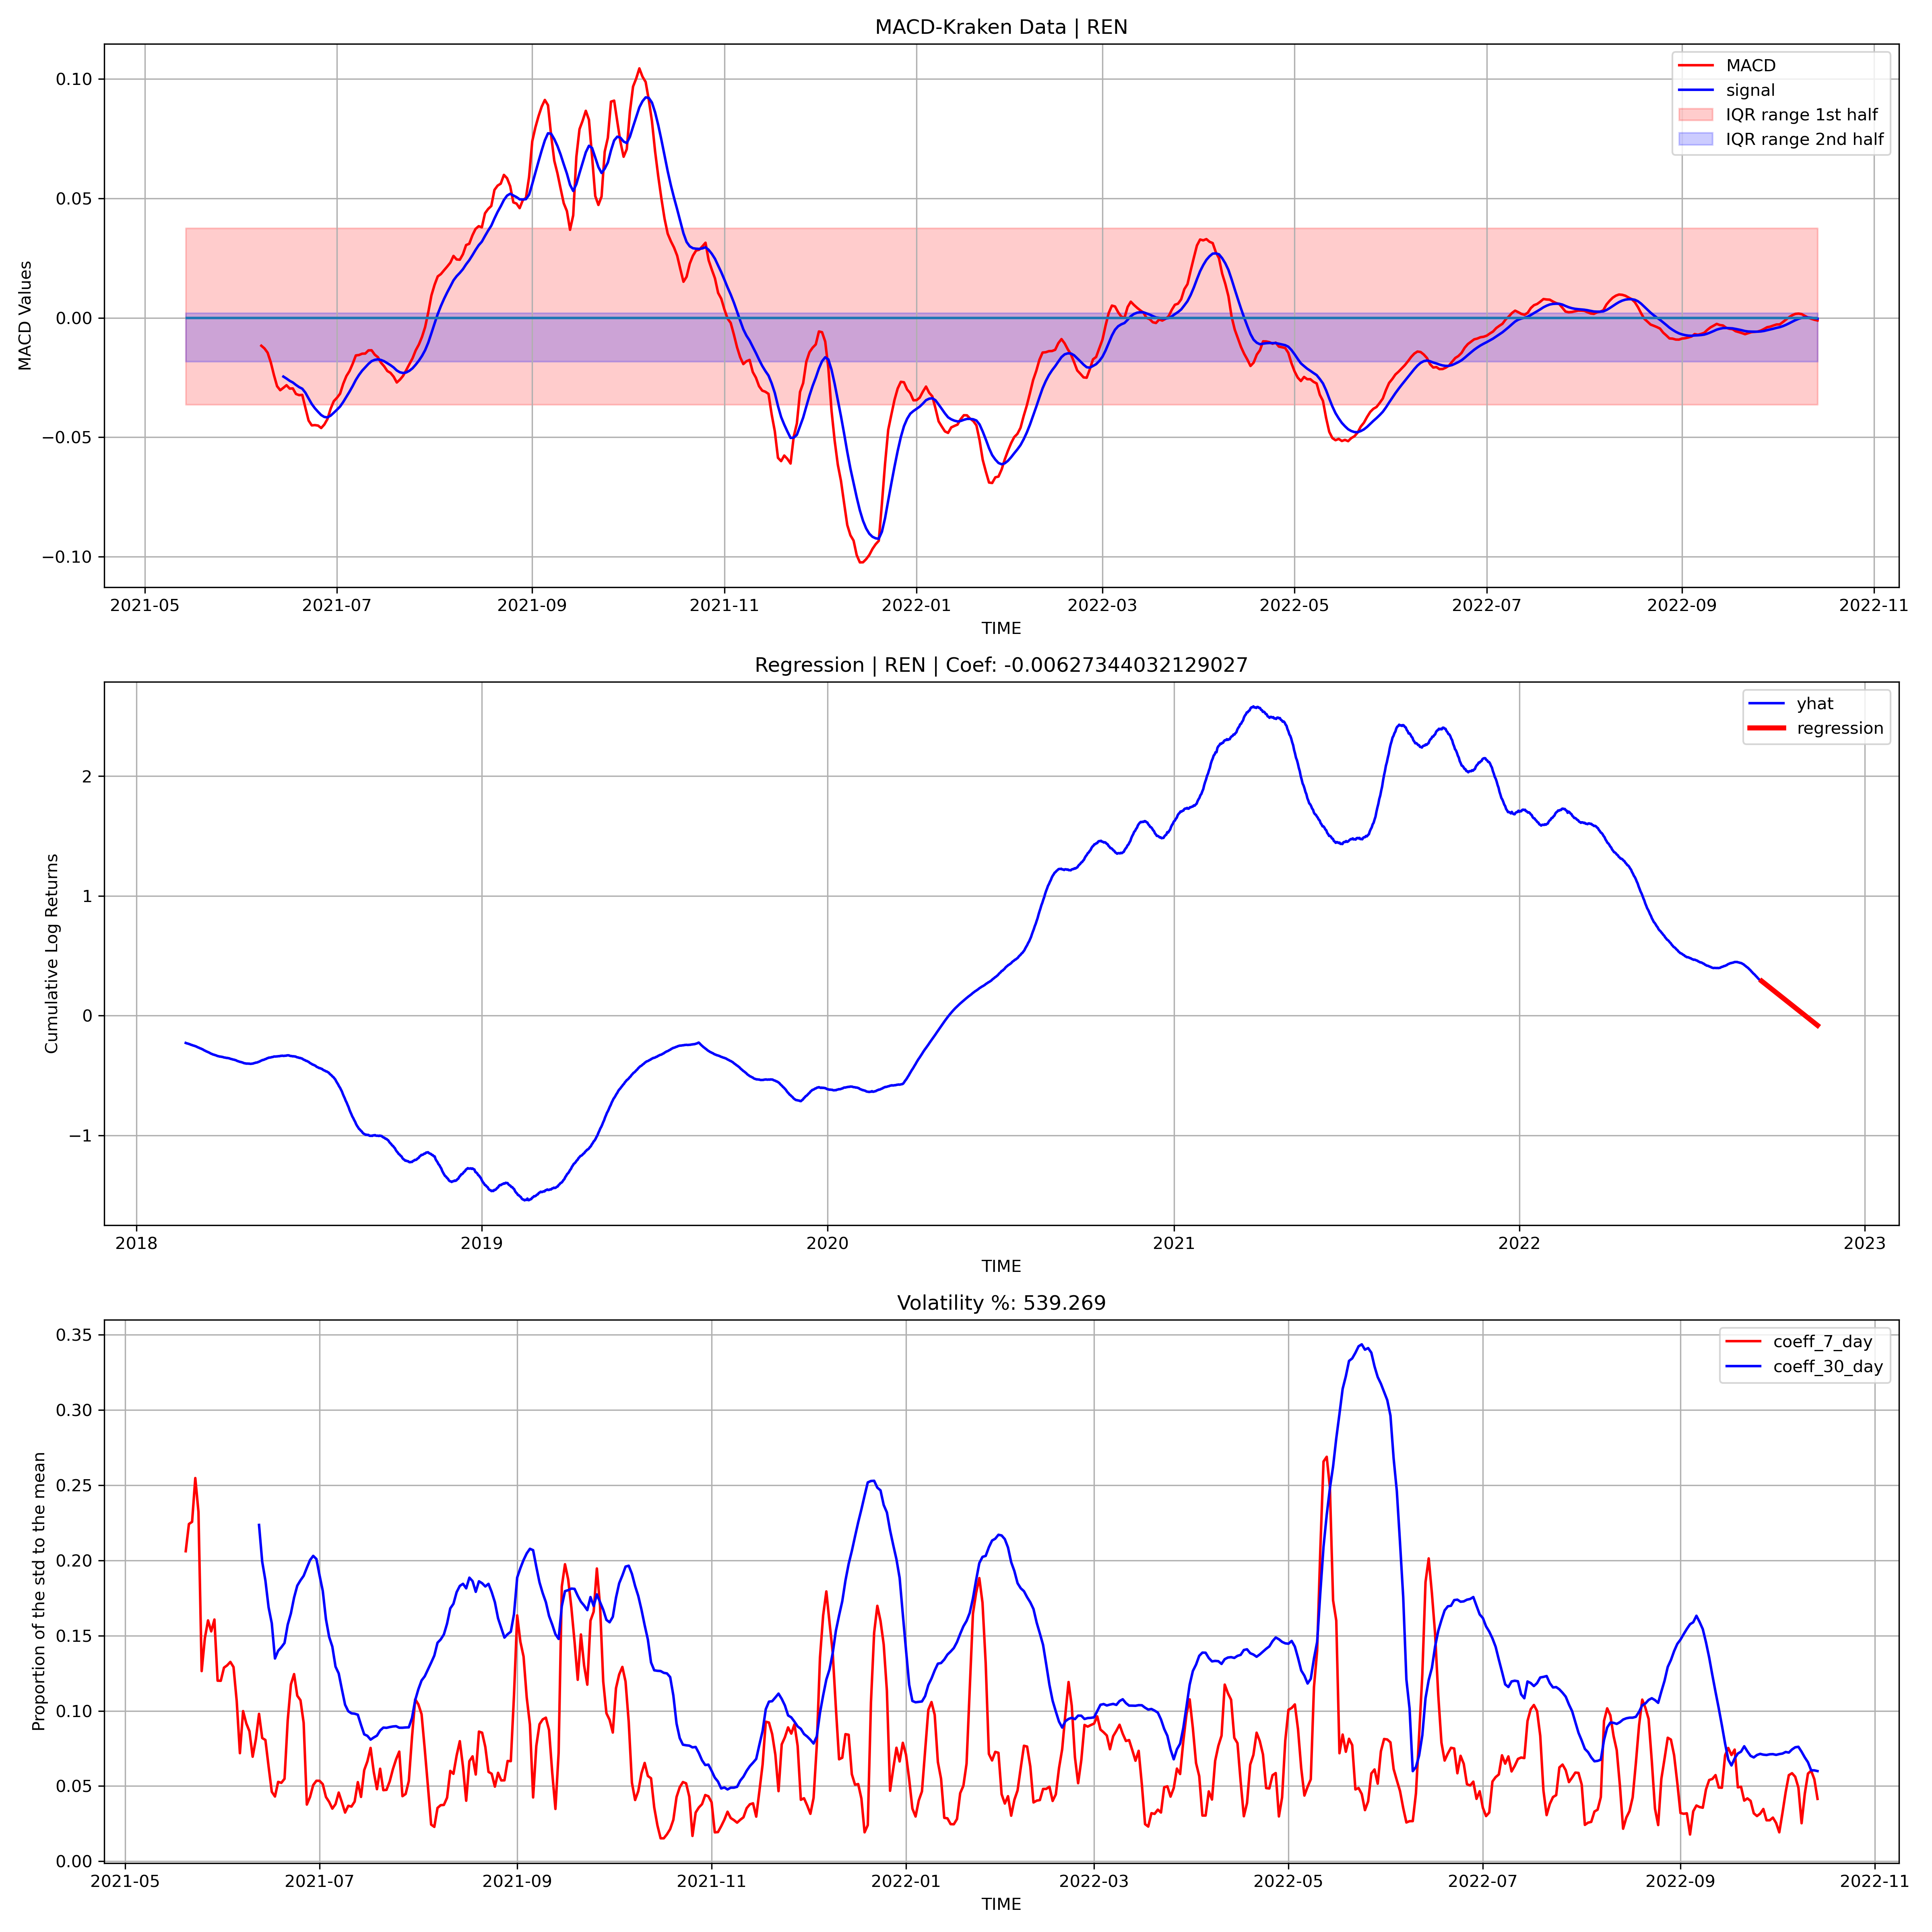 MACD-Kraken Data | REN
MACD Values
0.10
0.05
0.00
−0.05
−0.10
MACD
signal
IQR range 1st half
IQR range 2nd half
2021-05 2021-07 2021-09 2021-11 2022-01 2022-03 2022-05 2022-07 2022-09 2022-11
TIME
Regression | REN | Coef: -0.00627344032129027
Cumulative Log Returns
2
1
0
−1
yhat
regression
2018 2019 2020 2021 2022 2023
TIME
Volatility %: 539.269
Proportion of the std to the mean
0.35
0.30
0.25
0.20
0.15
0.10
0.05
0.00
coeff_7_day
coeff_30_day
2021-05 2021-07 2021-09 2021-11 2022-01 2022-03 2022-05 2022-07 2022-09 2022-11
TIME